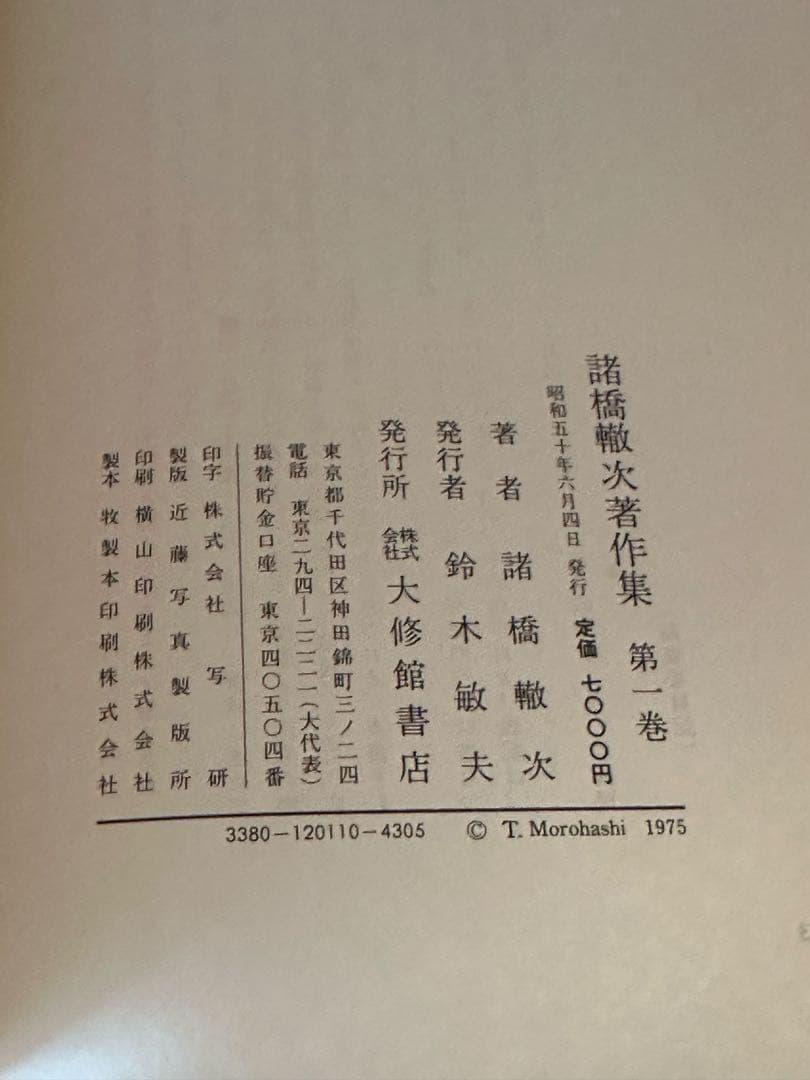 諸橋轍次著作集 第一巻
昭和五十年六月四日 発行 定価 七〇〇〇円
著者 諸橋轍次
発行者 鈴木敏夫
発行所 株式会社 大修館書店
東京都千代田区神田錦町三ノ二四
電話 東京二九四―二二二一(大代表)
振替貯金口座 東京四〇五〇四番
印字 株式会社 写研
製版 近藤写真製版所
印刷 横山印刷株式会社
製本 牧製本印刷株式会社
3380-120110-4305 © T. Morohashi 1975